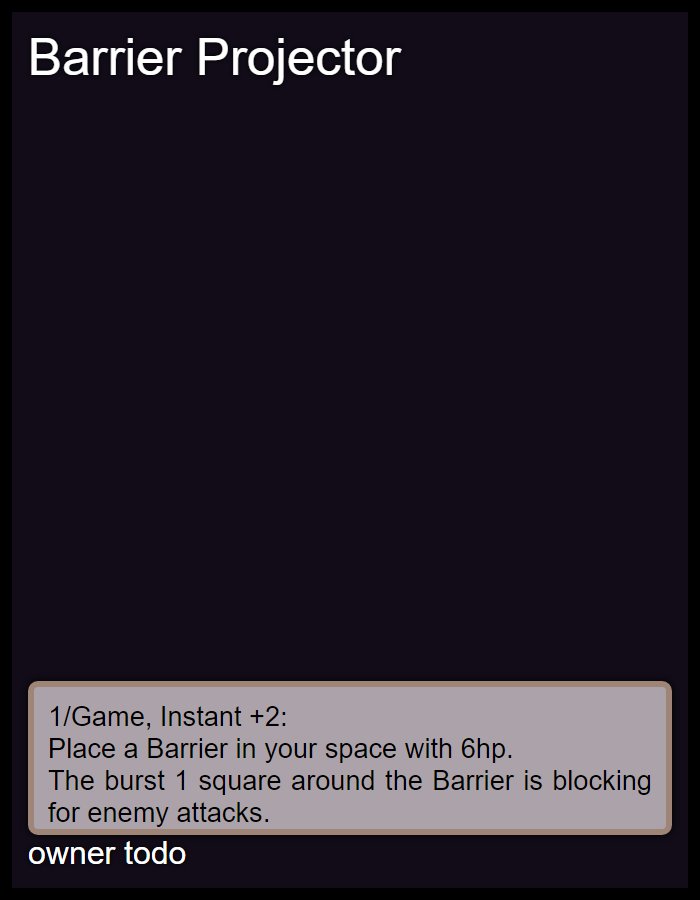 Barrier Projector
1/Game, Instant +2:
Place a Barrier in your space with 6hp.
The burst 1 square around the Barrier is blocking
for enemy attacks.
owner todo